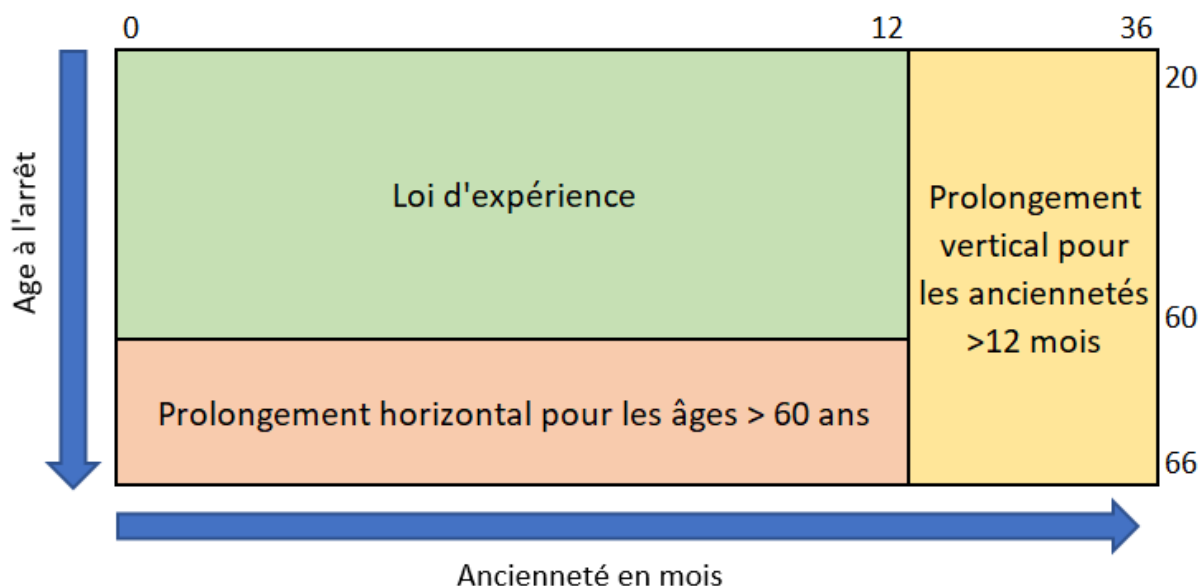 0
12
36
20
Age à l'arrêt
Loi d'expérience
Prolongement
vertical pour
les anciennetés
>12 mois
60
Prolongement horizontal pour les âges > 60 ans
66
Ancienneté en mois